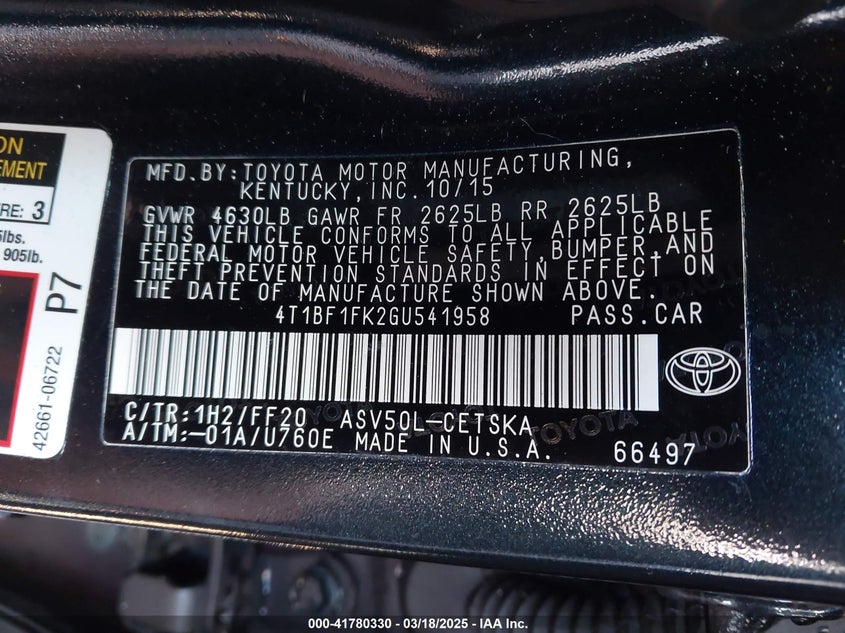 ON
EMENT
RE: 3
lbs.
905lb.
P7
42661-06722
MFD.BY:TOYOTA MOTOR MANUFACTURING,
KENTUCKY,INC.10/15
GVWR 4630LB GAWR FR 2625LB RR 2625LB
THIS VEHICLE CONFORMS TO ALL APPLICABLE
FEDERAL MOTOR VEHICLE SAFETY,BUMPER,AND
THEFT PREVENTION STANDARDS IN EFFECT ON
THE DATE OF MANUFACTURE SHOWN ABOVE.
4T1BF1FK2GU541958 PASS.CAR
C/TR:1H2/FF20 ASV50L-CETSKA
A/TM:-01A/U760E MADE IN U.S.A.
66497
TOYOTA
000-41780330 - 03/18/2025 - IAA Inc.